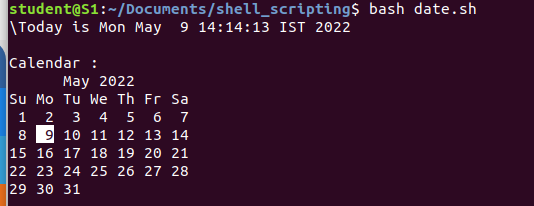 student@S1:~/Documents/shell_scripting$ bash date.sh
\Today is Mon May  9 14:14:13 IST 2022

Calendar :
      May 2022
Su Mo Tu We Th Fr Sa
 1  2  3  4  5  6  7
 8  9 10 11 12 13 14
15 16 17 18 19 20 21
22 23 24 25 26 27 28
29 30 31